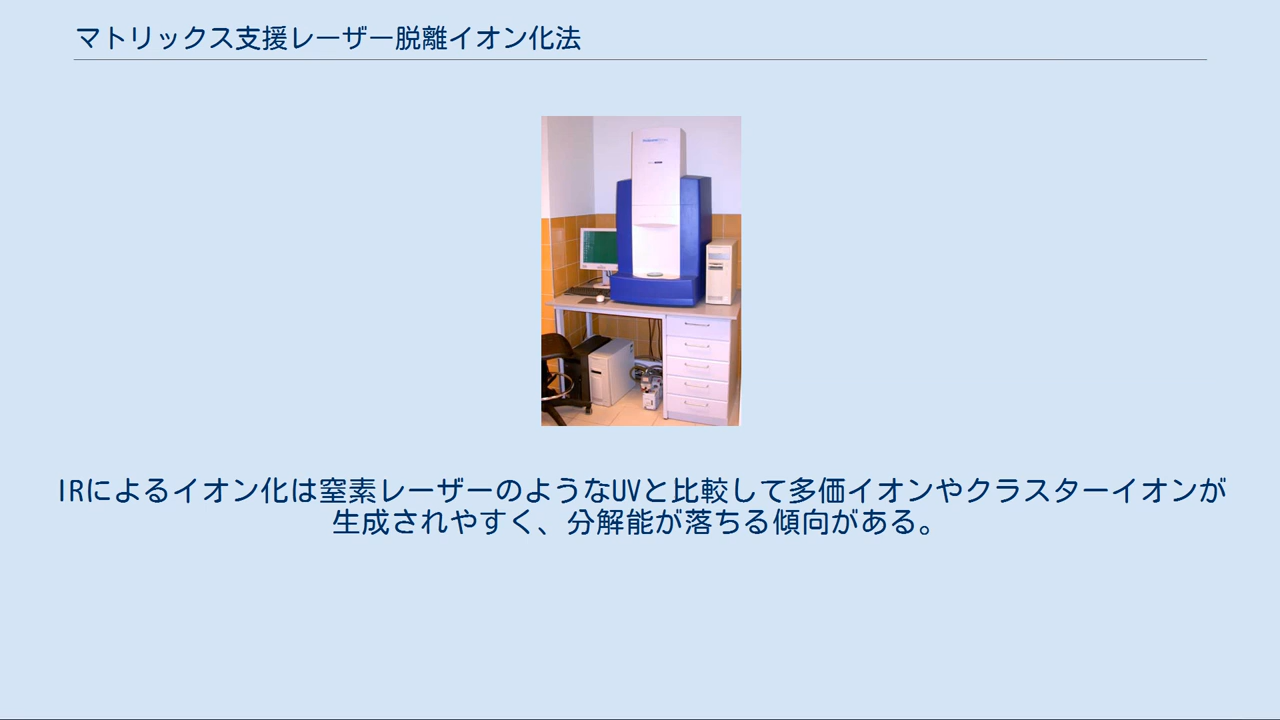 マトリックス支援レーザー脱離イオン化法
IRによるイオン化は窒素レーザーのようなUVと比較して多価イオンやクラスターイオンが
生成されやすく、分解能が落ちる傾向がある。